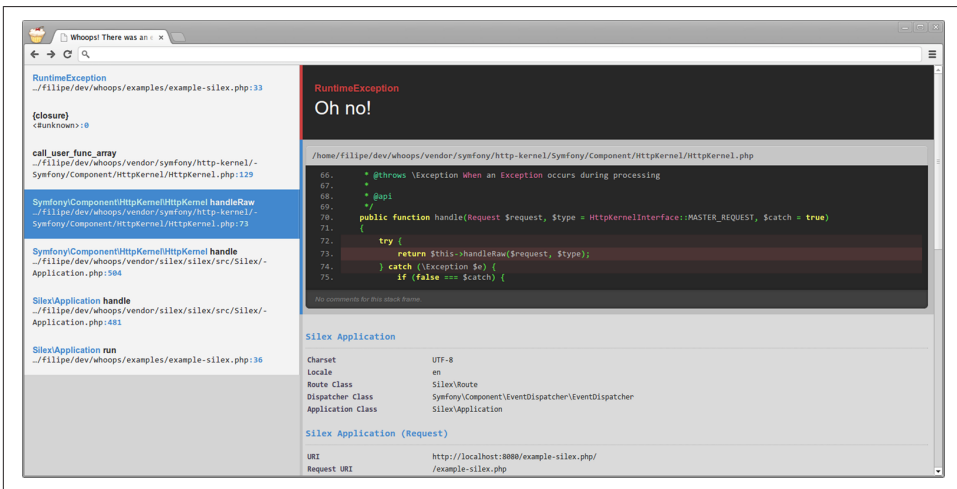 Whoops! There was an e
RuntimeException
…/filipe/dev/whoops/examples/example-silex.php:33
{closure}
<#unknown>:0
call_user_func_array
…/filipe/dev/whoops/vendor/symfony/http-kernel/-
Symfony/Component/HttpKernel/HttpKernel.php:129
Symfony\Component\HttpKernel\HttpKernel handleRaw
…/filipe/dev/whoops/vendor/symfony/http-kernel/-
Symfony/Component/HttpKernel/HttpKernel.php:73
Symfony\Component\HttpKernel\HttpKernel handle
…/filipe/dev/whoops/vendor/silex/silex/src/Silex/-
Application.php:504
Silex\Application handle
…/filipe/dev/whoops/vendor/silex/silex/src/Silex/-
Application.php:481
Silex\Application run
…/filipe/dev/whoops/examples/example-silex.php:36
RuntimeException
Oh no!
/home/filipe/dev/whoops/vendor/symfony/http-kernel/Symfony/Component/HttpKernel/HttpKernel.php
66. * @throws \Exception When an Exception occurs during processing
67. *
68. * @api
69. */
70. public function handle(Request $request, $type = HttpKernelInterface::MASTER_REQUEST, $catch = true)
71. {
72. try {
73. return $this->handleRaw($request, $type);
74. } catch (\Exception $e) {
75. if (false === $catch) {
No comments for this stack frame.
Silex Application
Charset UTF-8
Locale en
Route Class Silex\Route
Dispatcher Class Symfony\Component\EventDispatcher\EventDispatcher
Application Class Silex\Application
Silex Application (Request)
URI http://localhost:8080/example-silex.php/
Request URI /example-silex.php